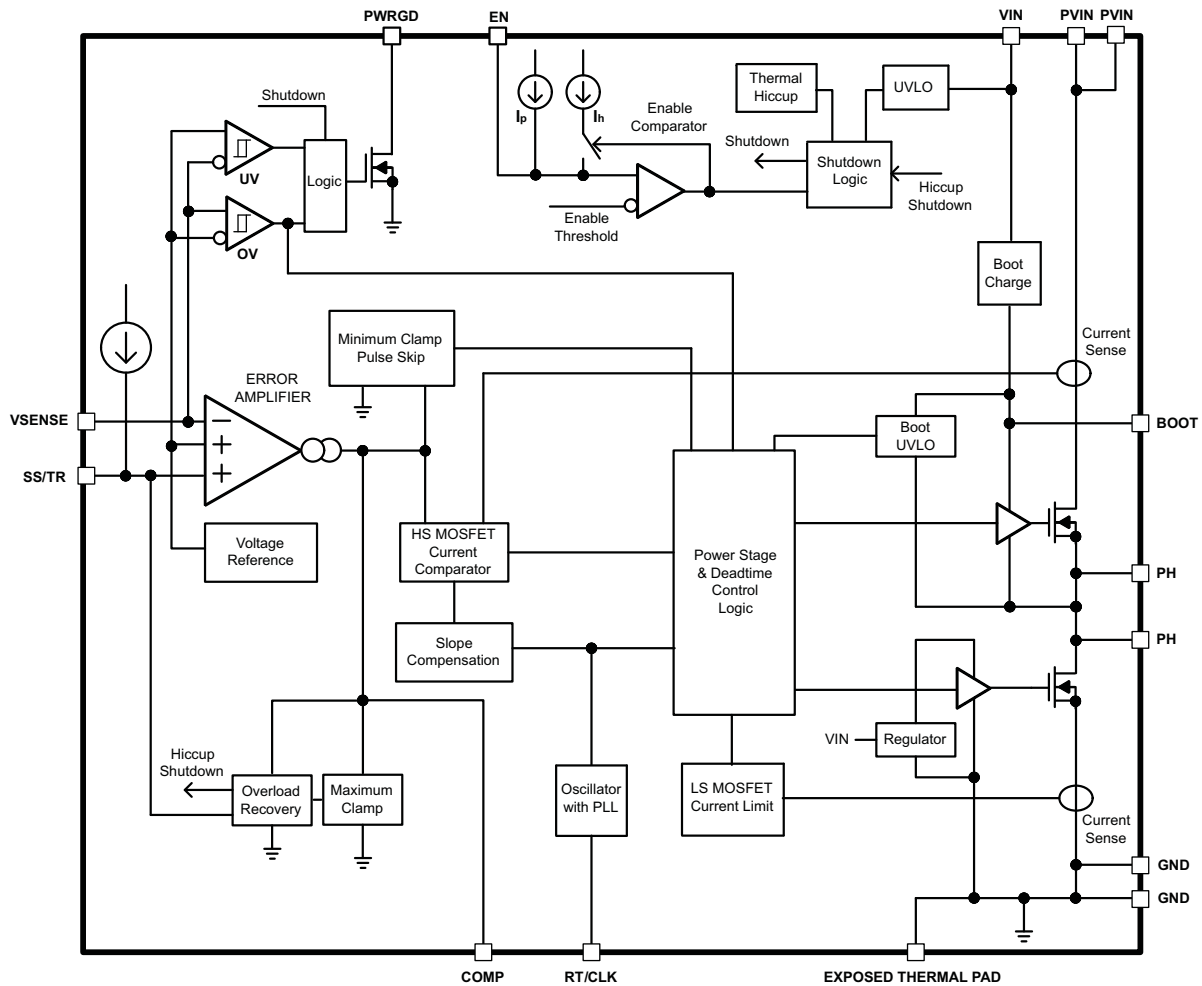 PWRGD
EN
VIN
PVIN
PVIN
Shutdown
UV
OV
Logic
Ip
Ih
Enable
Comparator
Enable
Threshold
Thermal
Hiccup
UVLO
Shutdown
Shutdown
Logic
Hiccup
Shutdown
Boot
Charge
Current
Sense
Minimum Clamp
Pulse Skip
ERROR
AMPLIFIER
VSENSE
SS/TR
−
+
+
Voltage
Reference
HS MOSFET
Current
Comparator
Slope
Compensation
Power Stage
& Deadtime
Control
Logic
Boot
UVLO
BOOT
PH
PH
VIN
Regulator
Hiccup
Shutdown
Overload
Recovery
Maximum
Clamp
Oscillator
with PLL
LS MOSFET
Current Limit
Current
Sense
GND
GND
COMP
RT/CLK
EXPOSED THERMAL PAD